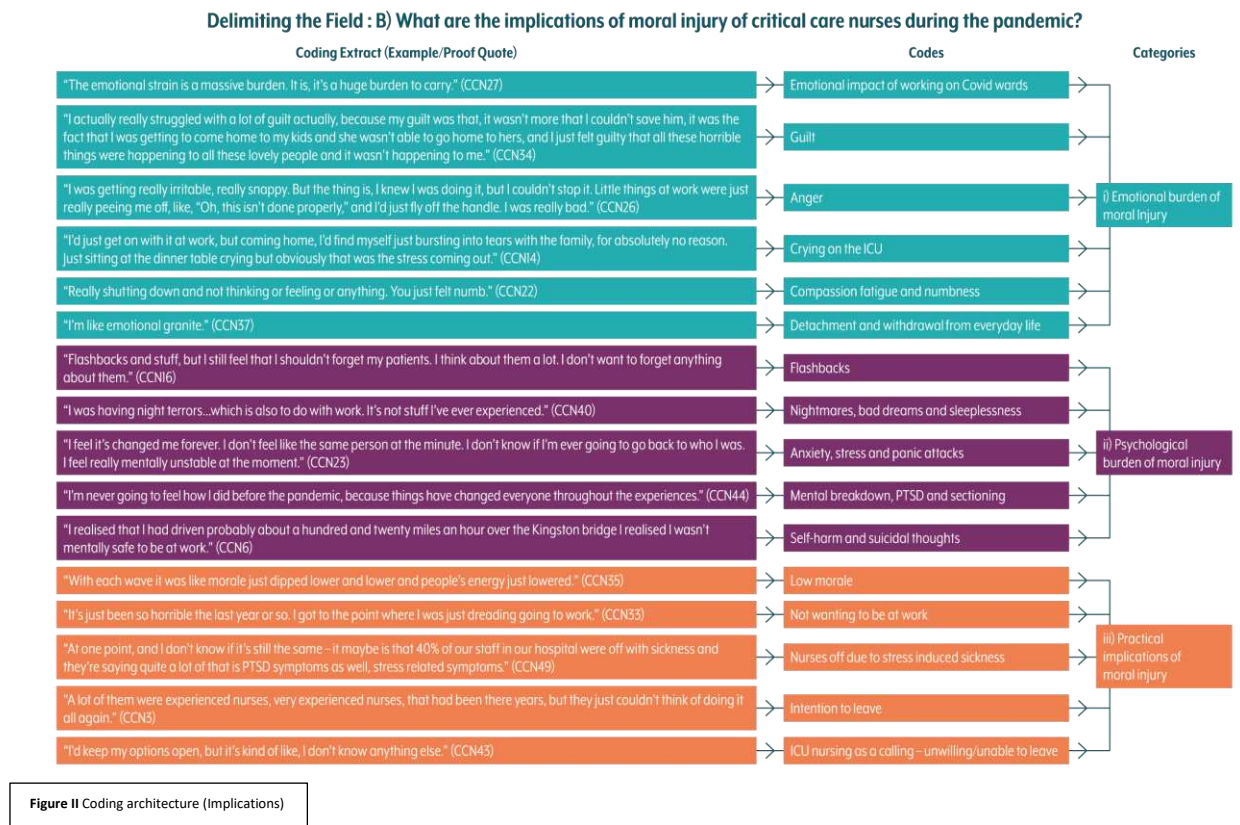 Delimiting the Field : B) What are the implications of moral injury of critical care nurses during the pandemic?
Coding Extract (Example/Proof Quote)
Codes
Categories
“The emotional strain is a massive burden. It is, it’s a huge burden to carry.” (CCN27)
Emotional impact of working on Covid wards
“I actually really struggled with a lot of guilt actually, because my guilt was that, it wasn’t more that I couldn’t save him, it was the
fact that I was getting to come home to my kids and she wasn’t able to go home to hers, and I just felt guilty that all these horrible
things were happening to all these lovely people and it wasn’t happening to me.” (CCN34)
Guilt
“I was getting really irritable, really snappy. But the thing is, I knew I was doing it, but I couldn’t stop it. Little things at work were just
really peeing me off, like, “Oh, this isn’t done properly,” and I’d just fly off the handle. I was really bad.” (CCN26)
Anger
i) Emotional burden of
moral Injury
“I’d just get on with it at work, but coming home, I’d find myself just bursting into tears with the family, for absolutely no reason.
Just sitting at the dinner table crying but obviously that was the stress coming out.” (CCN14)
Crying on the ICU
“Really shutting down and not thinking or feeling or anything. You just felt numb.” (CCN22)
Compassion fatigue and numbness
“I’m like emotional granite.” (CCN37)
Detachment and withdrawal from everyday life
“Flashbacks and stuff, but I still feel that I shouldn’t forget my patients. I think about them a lot. I don’t want to forget anything
about them.” (CCN16)
Flashbacks
“I was having night terrors...which is also to do with work. It’s not stuff I’ve ever experienced.” (CCN40)
Nightmares, bad dreams and sleeplessness
“I feel it’s changed me forever. I don’t feel like the same person at the minute. I don’t know if I’m ever going to go back to who I was.
I feel really mentally unstable at the moment.” (CCN23)
Anxiety, stress and panic attacks
ii) Psychological
burden of moral injury
“I’m never going to feel how I did before the pandemic, because things have changed everyone throughout the experiences.” (CCN44)
Mental breakdown, PTSD and sectioning
“I realised that I had driven probably about a hundred and twenty miles an hour over the Kingston bridge I realised I wasn’t
mentally safe to be at work.” (CCN6)
Self-harm and suicidal thoughts
“With each wave it was like morale just dipped lower and lower and people’s energy just lowered.” (CCN35)
Low morale
“It’s just been so horrible the last year or so. I got to the point where I was just dreading going to work.” (CCN33)
Not wanting to be at work
“At one point, and I don’t know if it’s still the same – it maybe is that 40% of our staff in our hospital were off with sickness and
they’re saying quite a lot of that is PTSD symptoms as well, stress related symptoms.” (CCN49)
Nurses off due to stress induced sickness
iii) Practical
implications of
moral injury
“A lot of them were experienced nurses, very experienced nurses, that had been there years, but they just couldn’t think of doing it
all again.” (CCN3)
Intention to leave
“I’d keep my options open, but it’s kind of like, I don’t know anything else.” (CCN43)
ICU nursing as a calling – unwilling/unable to leave
Figure II Coding architecture (Implications)